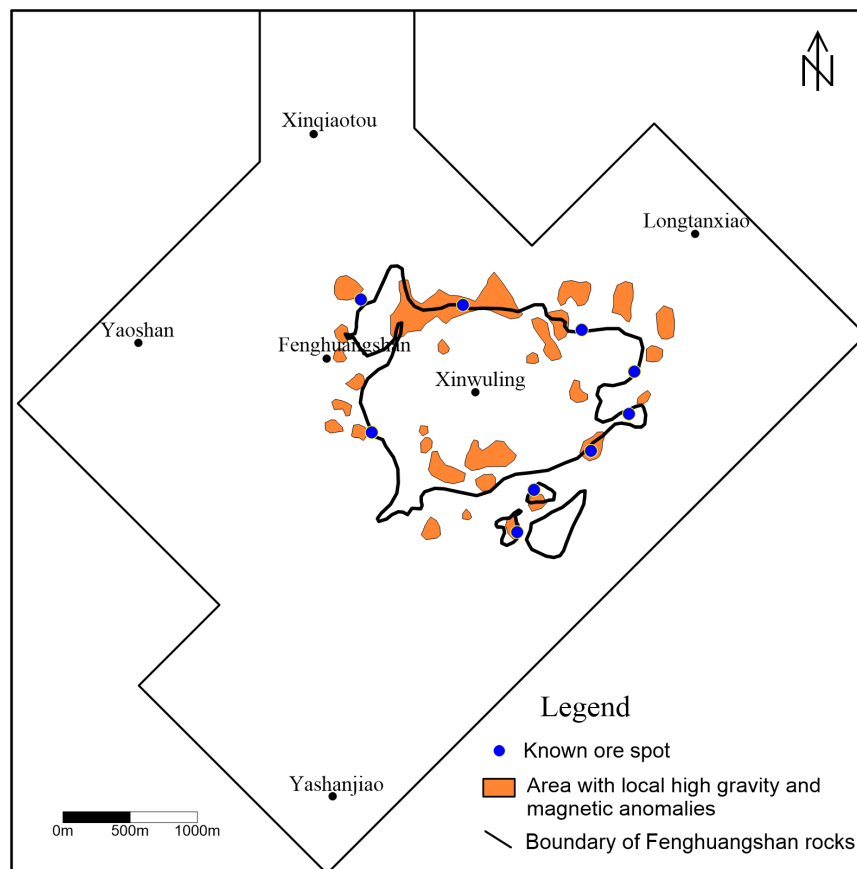 N
Xinqiaotou
Longtanxiao
Yaoshan
Fenghuangshan
Xinwuling
Legend
Known ore spot
Area with local high gravity and
magnetic anomalies
Boundary of Fenghuangshan rocks
Yashanjiao
0m 500m 1000m